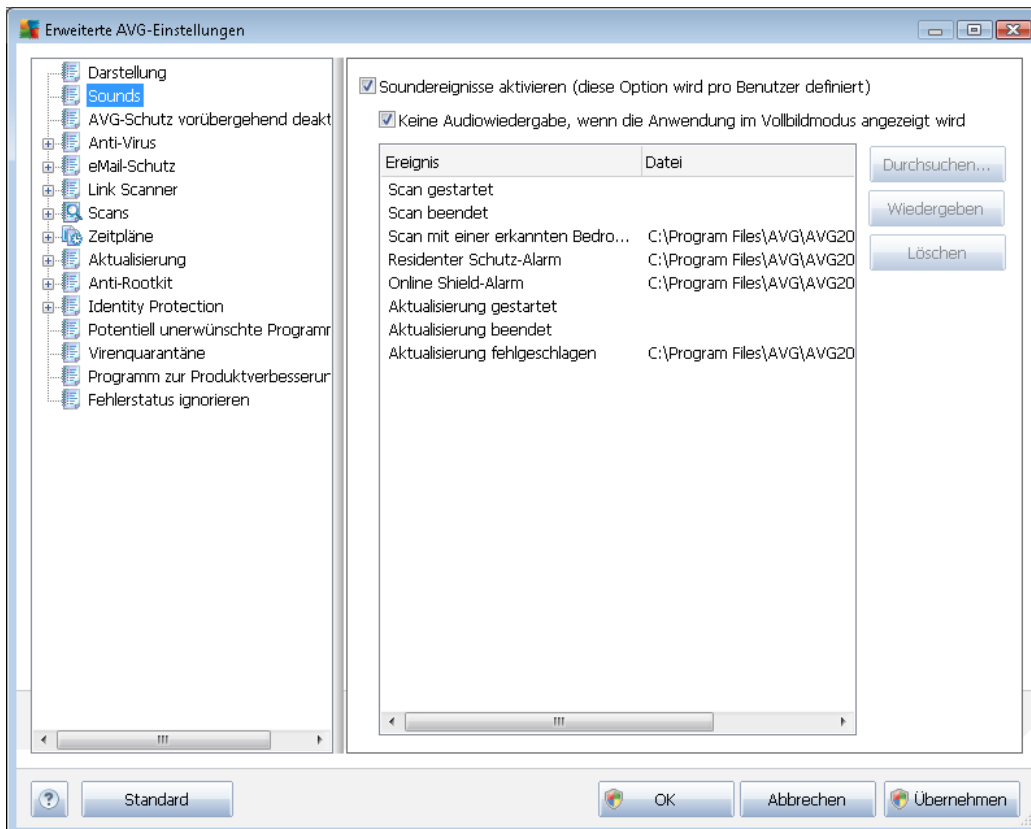 Erweiterte AVG-Einstellungen
Darstellung
Sounds
AVG-Schutz vorübergehend deakt
Anti-Virus
eMail-Schutz
Link Scanner
Scans
Zeitpläne
Aktualisierung
Anti-Rootkit
Identity Protection
Potentiell unerwünschte Programm
Virenquarantäne
Programm zur Produktverbesserur
Fehlerstatus ignorieren
Soundereignisse aktivieren (diese Option wird pro Benutzer definiert)
Keine Audiowiedergabe, wenn die Anwendung im Vollbildmodus angezeigt wird
Ereignis Datei
Scan gestartet
Scan beendet
Scan mit einer erkannten Bedro... C:\Program Files\AVG\AVG20
Residenter Schutz-Alarm C:\Program Files\AVG\AVG20
Online Shield-Alarm C:\Program Files\AVG\AVG20
Aktualisierung gestartet
Aktualisierung beendet
Aktualisierung fehlgeschlagen C:\Program Files\AVG\AVG20
Durchsuchen...
Wiedergeben
Löschen
? Standard OK Abbrechen Übernehmen